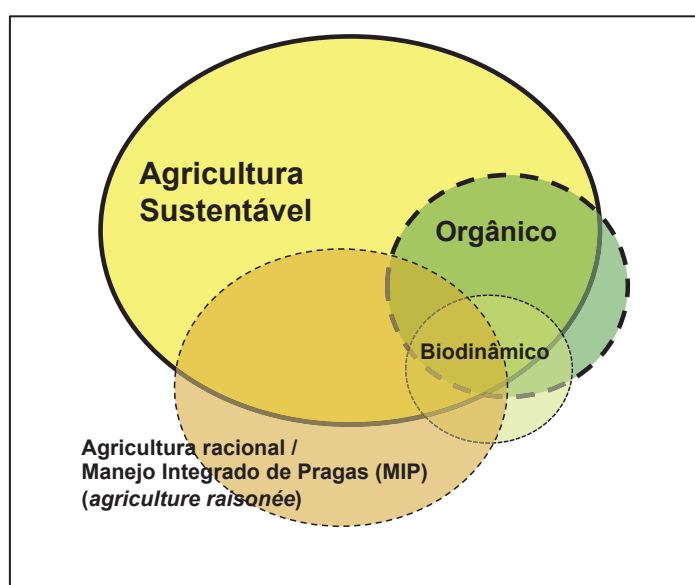 Agricultura
Sustentável
Orgânico
Biodinâmico
Agricultura racional /
Manejo Integrado de Pragas (MIP)
(agriculture raisonée)